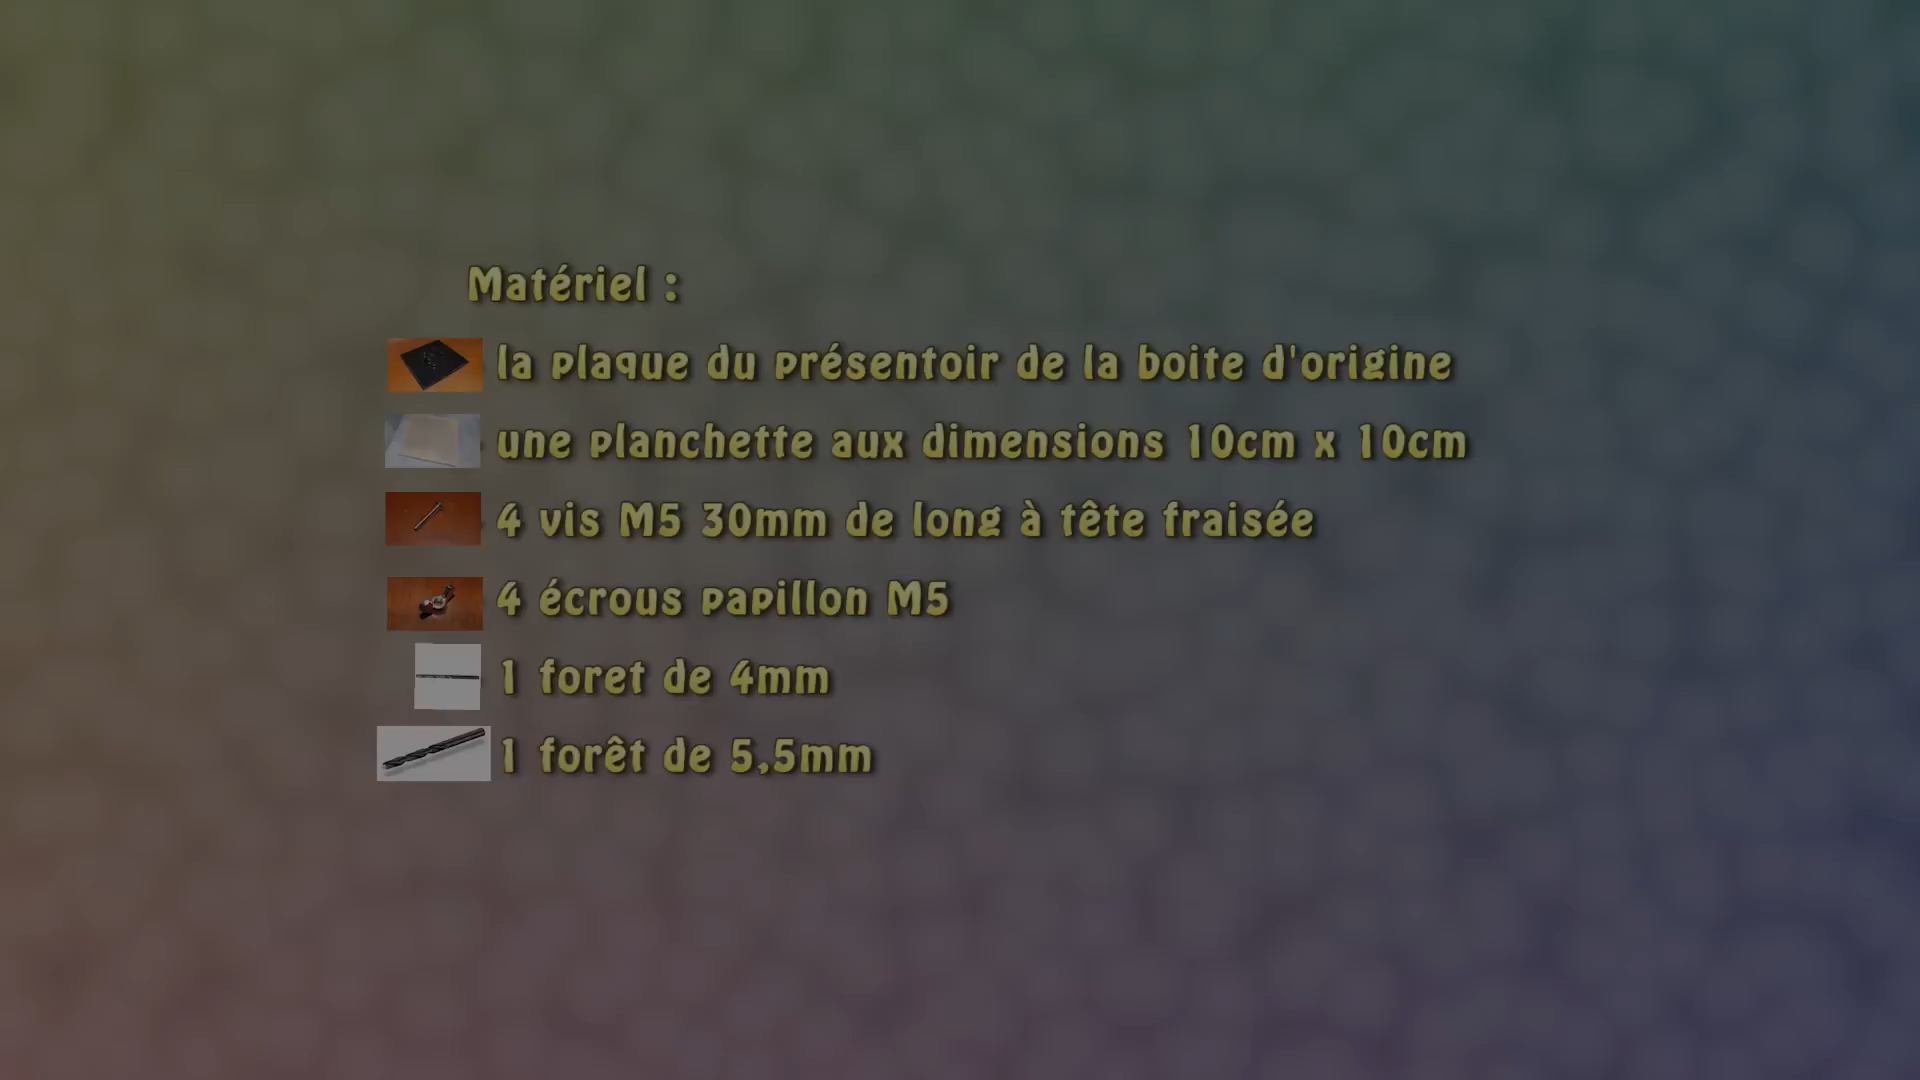 Matériel :
la plaque du présentoir de la boite d'origine
une planchette aux dimensions 10cm x 10cm
4 vis M5 30mm de long à tête fraisée
4 écrous papillon M5
1 foret de 4mm
1 forêt de 5,5mm